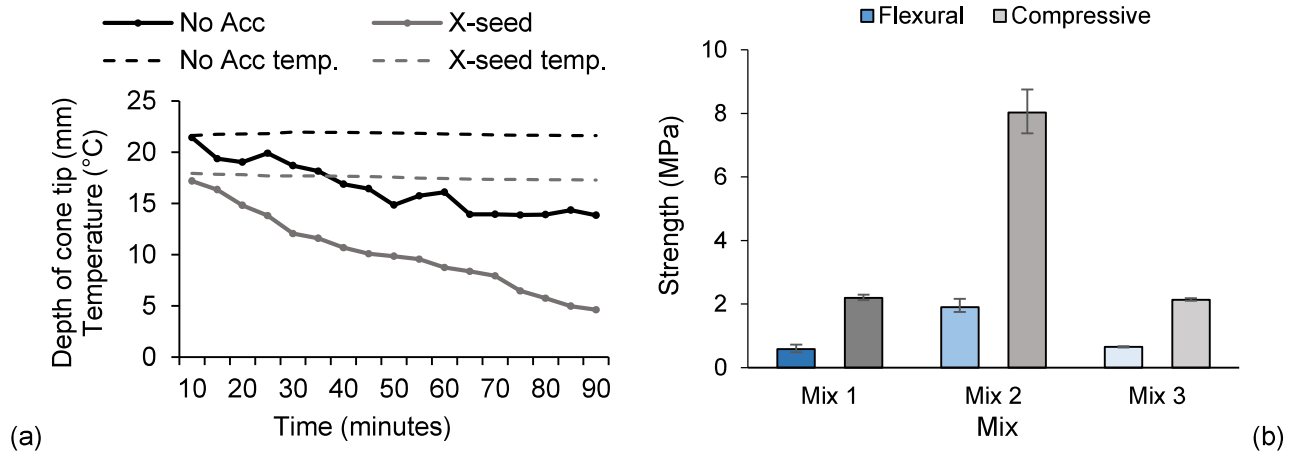 No Acc
X-seed
No Acc temp.
X-seed temp.
Depth of cone tip (mm)
Temperature (°C)
25
20
15
10
5
0
10 20 30 40 50 60 70 80 90
Time (minutes)
(a)
Flexural
Compressive
Strength (MPa)
10
8
6
4
2
0
Mix 1 Mix 2 Mix 3
Mix
(b)